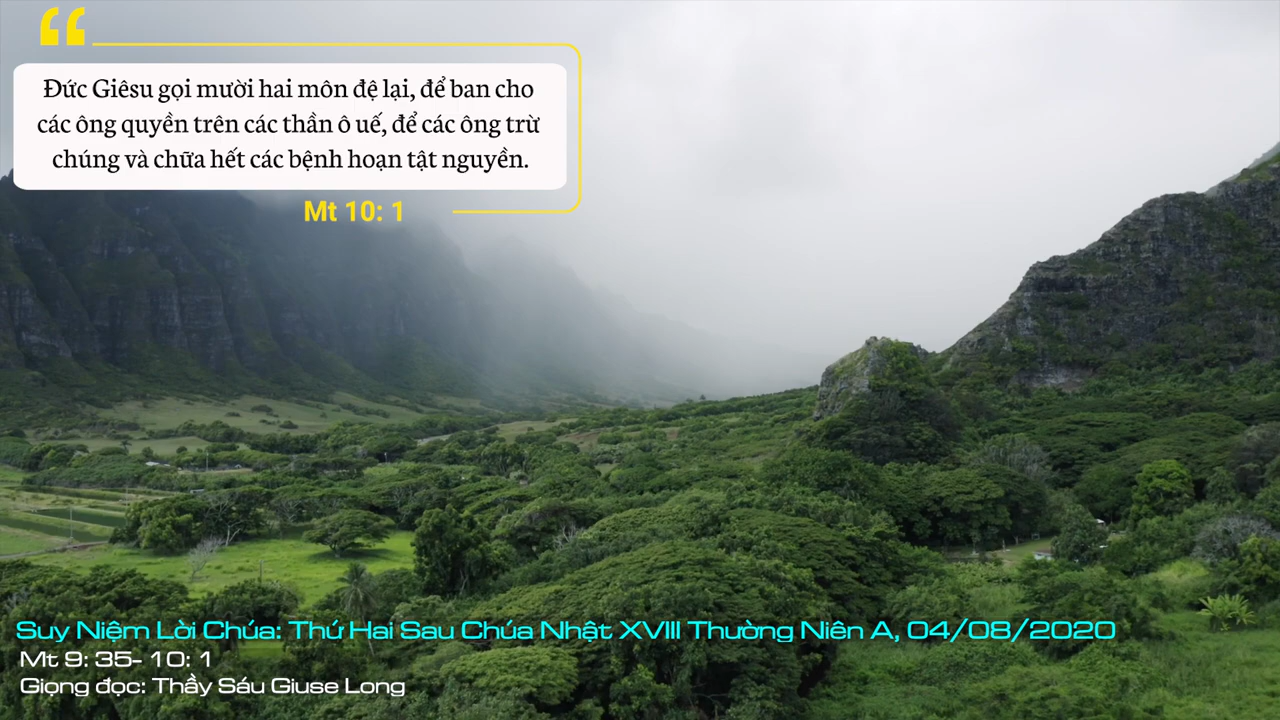 Đức Giêsu gọi mười hai môn đệ lại, để ban cho
các ông quyền trên các thần ô uế, để các ông trừ
chúng và chữa hết các bệnh hoạn tật nguyền.
Mt 10: 1
Suy Niệm Lời Chúa: Thứ Hai Sau Chúa Nhật XVIII Thường Niên A, 04/08/2020
Mt 9: 35- 10: 1
Giọng đọc: Thầy Sáu Giuse Long